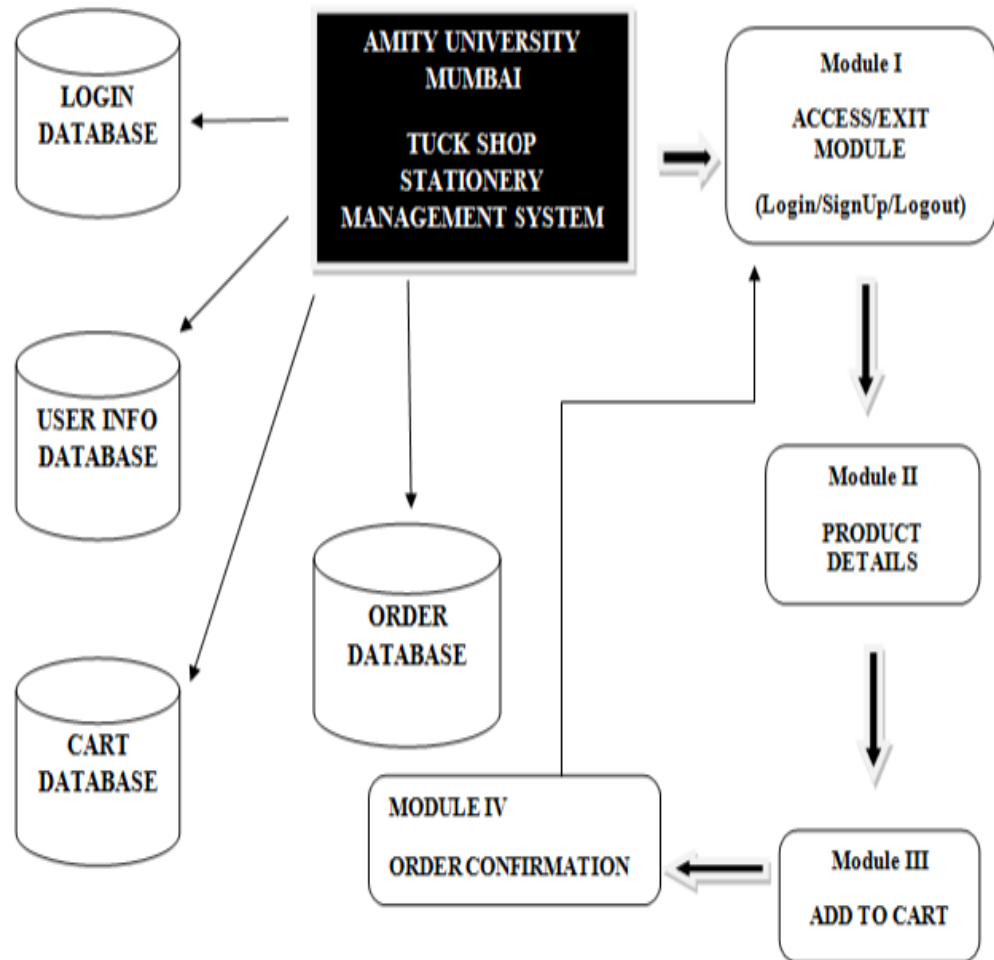 LOGIN
DATABASE
AMITY UNIVERSITY
MUMBAI
TUCK SHOP
STATIONERY
MANAGEMENT SYSTEM
Module I
ACCESS/EXIT
MODULE
(Login/SignUp/Logout)
USER INFO
DATABASE
Module II
PRODUCT
DETAILS
ORDER
DATABASE
CART
DATABASE
MODULE IV
ORDER CONFIRMATION
Module III
ADD TO CART